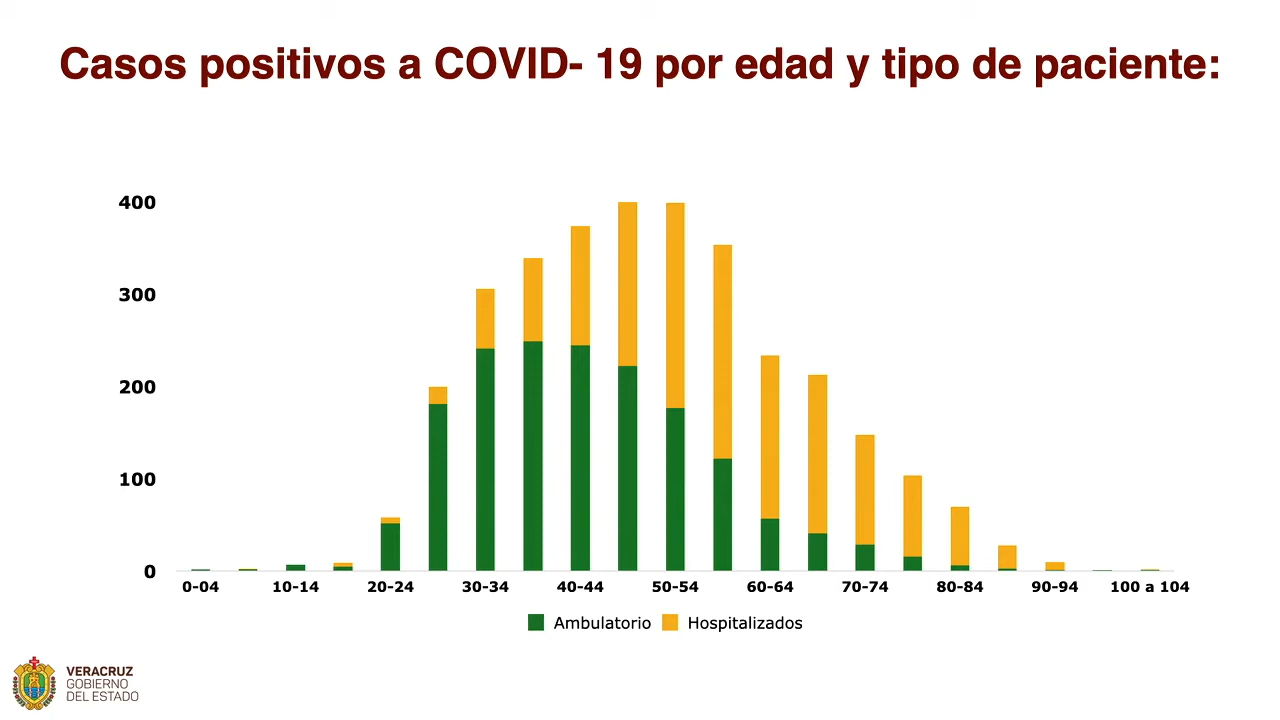 Casos positivos a COVID- 19 por edad y tipo de paciente:
400
300
200
100
0
0-04 10-14 20-24 30-34 40-44 50-54 60-64 70-74 80-84 90-94 100 a 104
Ambulatorio Hospitalizados
VERACRUZ
GOBIERNO
DEL ESTADO